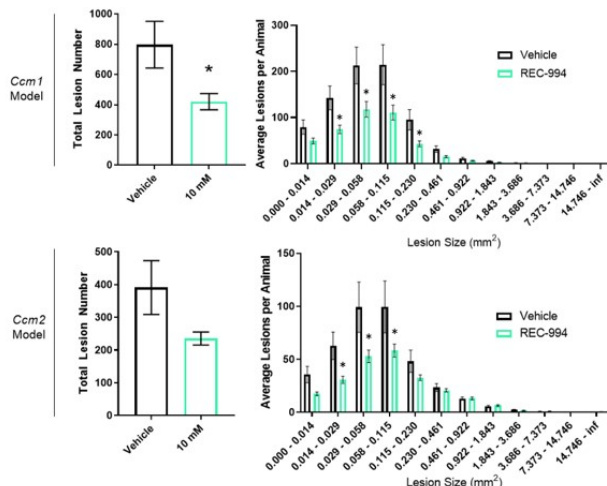 Ccm1
Model
Total Lesion Number
1000
800
600
400
200
0
*
Vehicle
10 mM
Average Lesions per Animal
300
200
100
0
* * * *
Vehicle
REC-994
0.000 - 0.014
0.014 - 0.029
0.029 - 0.058
0.058 - 0.115
0.115 - 0.230
0.230 - 0.461
0.461 - 0.922
0.922 - 1.843
1.843 - 3.686
3.686 - 7.373
7.373 - 14.746
14.746 - inf
Lesion Size (mm²)
Ccm2
Model
Total Lesion Number
500
400
300
200
100
0
Vehicle
10 mM
Average Lesions per Animal
150
100
50
0
* * *
Vehicle
REC-994
0.000 - 0.014
0.014 - 0.029
0.029 - 0.058
0.058 - 0.115
0.115 - 0.230
0.230 - 0.461
0.461 - 0.922
0.922 - 1.843
1.843 - 3.686
3.686 - 7.373
7.373 - 14.746
14.746 - inf
Lesion Size (mm²)